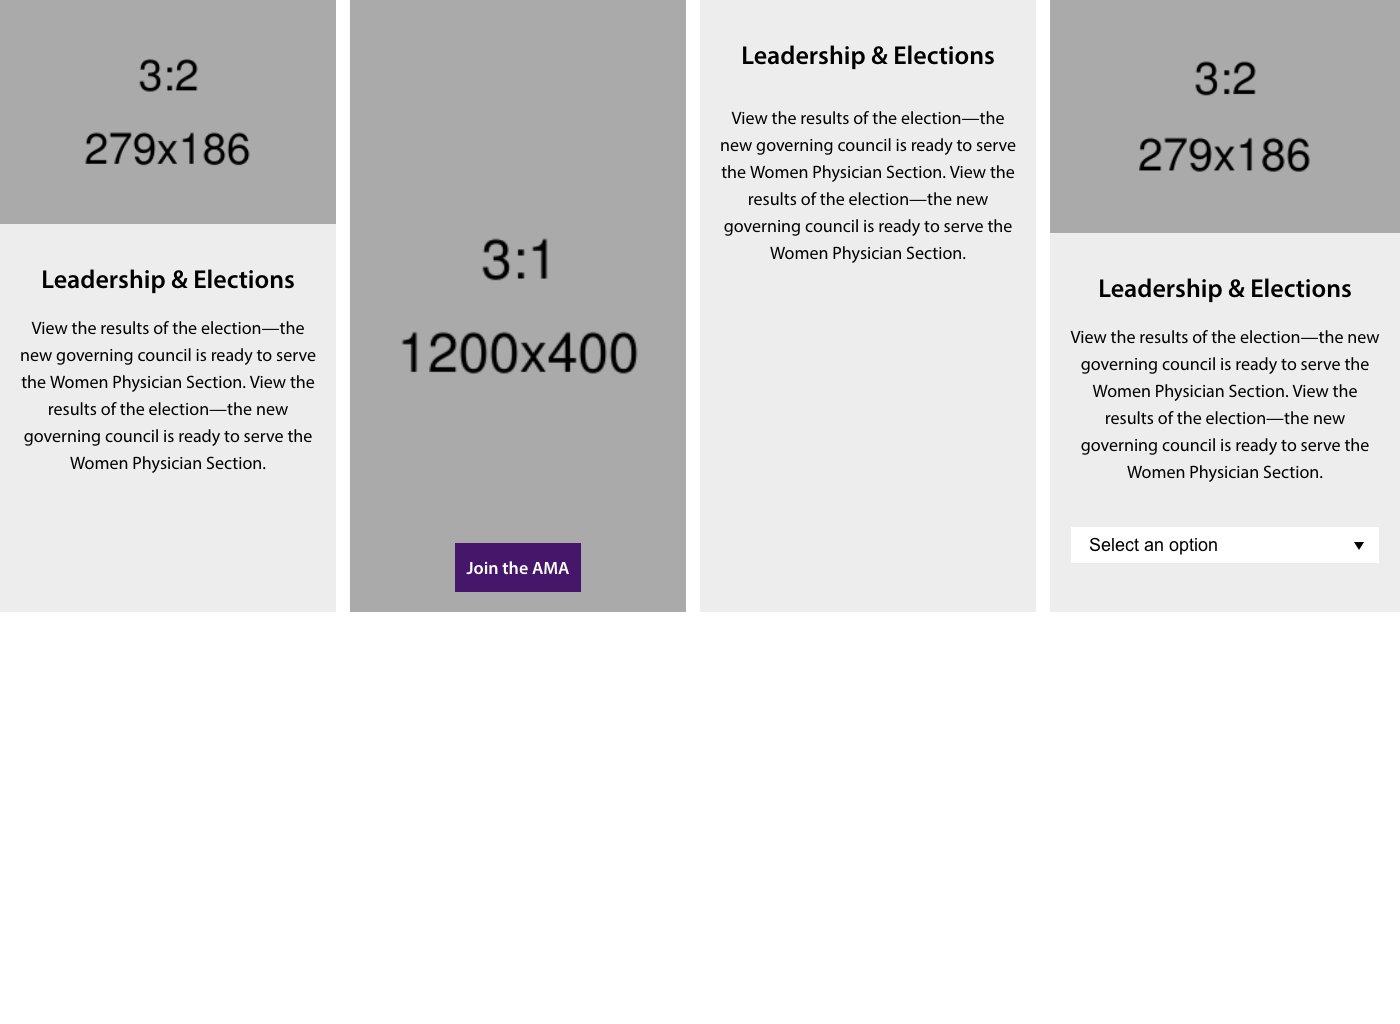 3:2
279x186
Leadership & Elections
View the results of the election—the
new governing council is ready to serve
the Women Physician Section. View the
results of the election—the new
governing council is ready to serve the
Women Physician Section.
3:1
1200x400
Join the AMA
Leadership & Elections
View the results of the election—the
new governing council is ready to serve
the Women Physician Section. View the
results of the election—the new
governing council is ready to serve the
Women Physician Section.
3:2
279x186
Leadership & Elections
View the results of the election—the new
governing council is ready to serve the
Women Physician Section. View the
results of the election—the new
governing council is ready to serve the
Women Physician Section.
Select an option